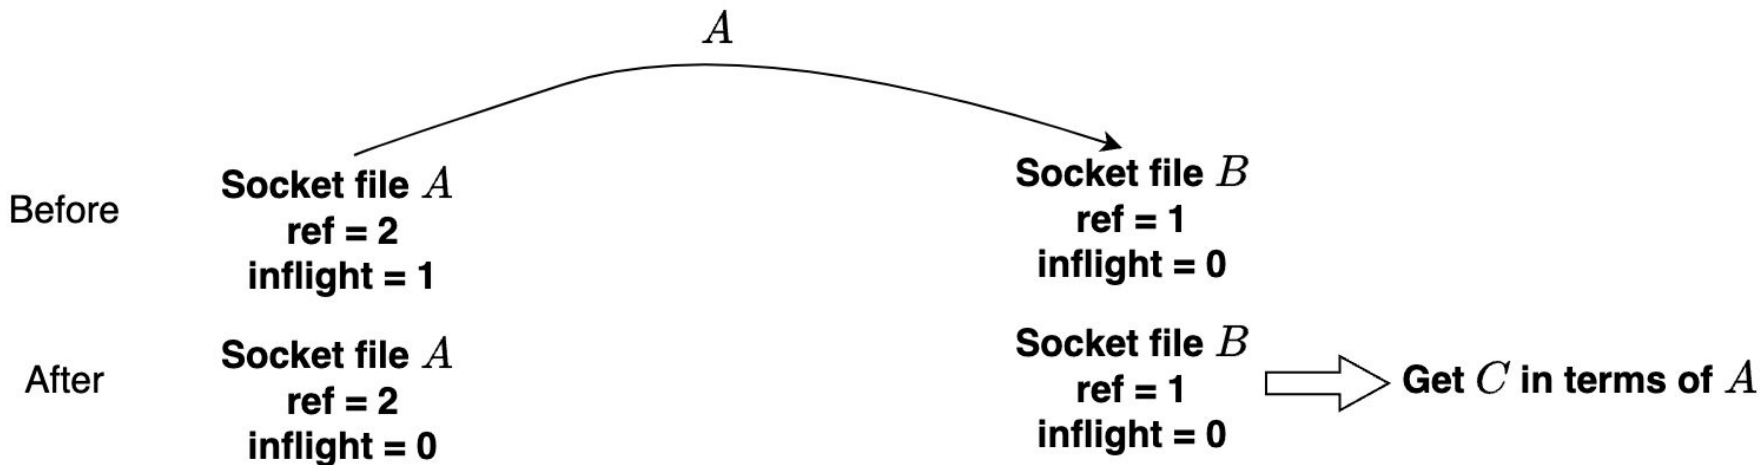 A
Before
Socket file A
ref = 2
inflight = 1
Socket file B
ref = 1
inflight = 0
After
Socket file A
ref = 2
inflight = 0
Socket file B
ref = 1
inflight = 0
Get C in terms of A